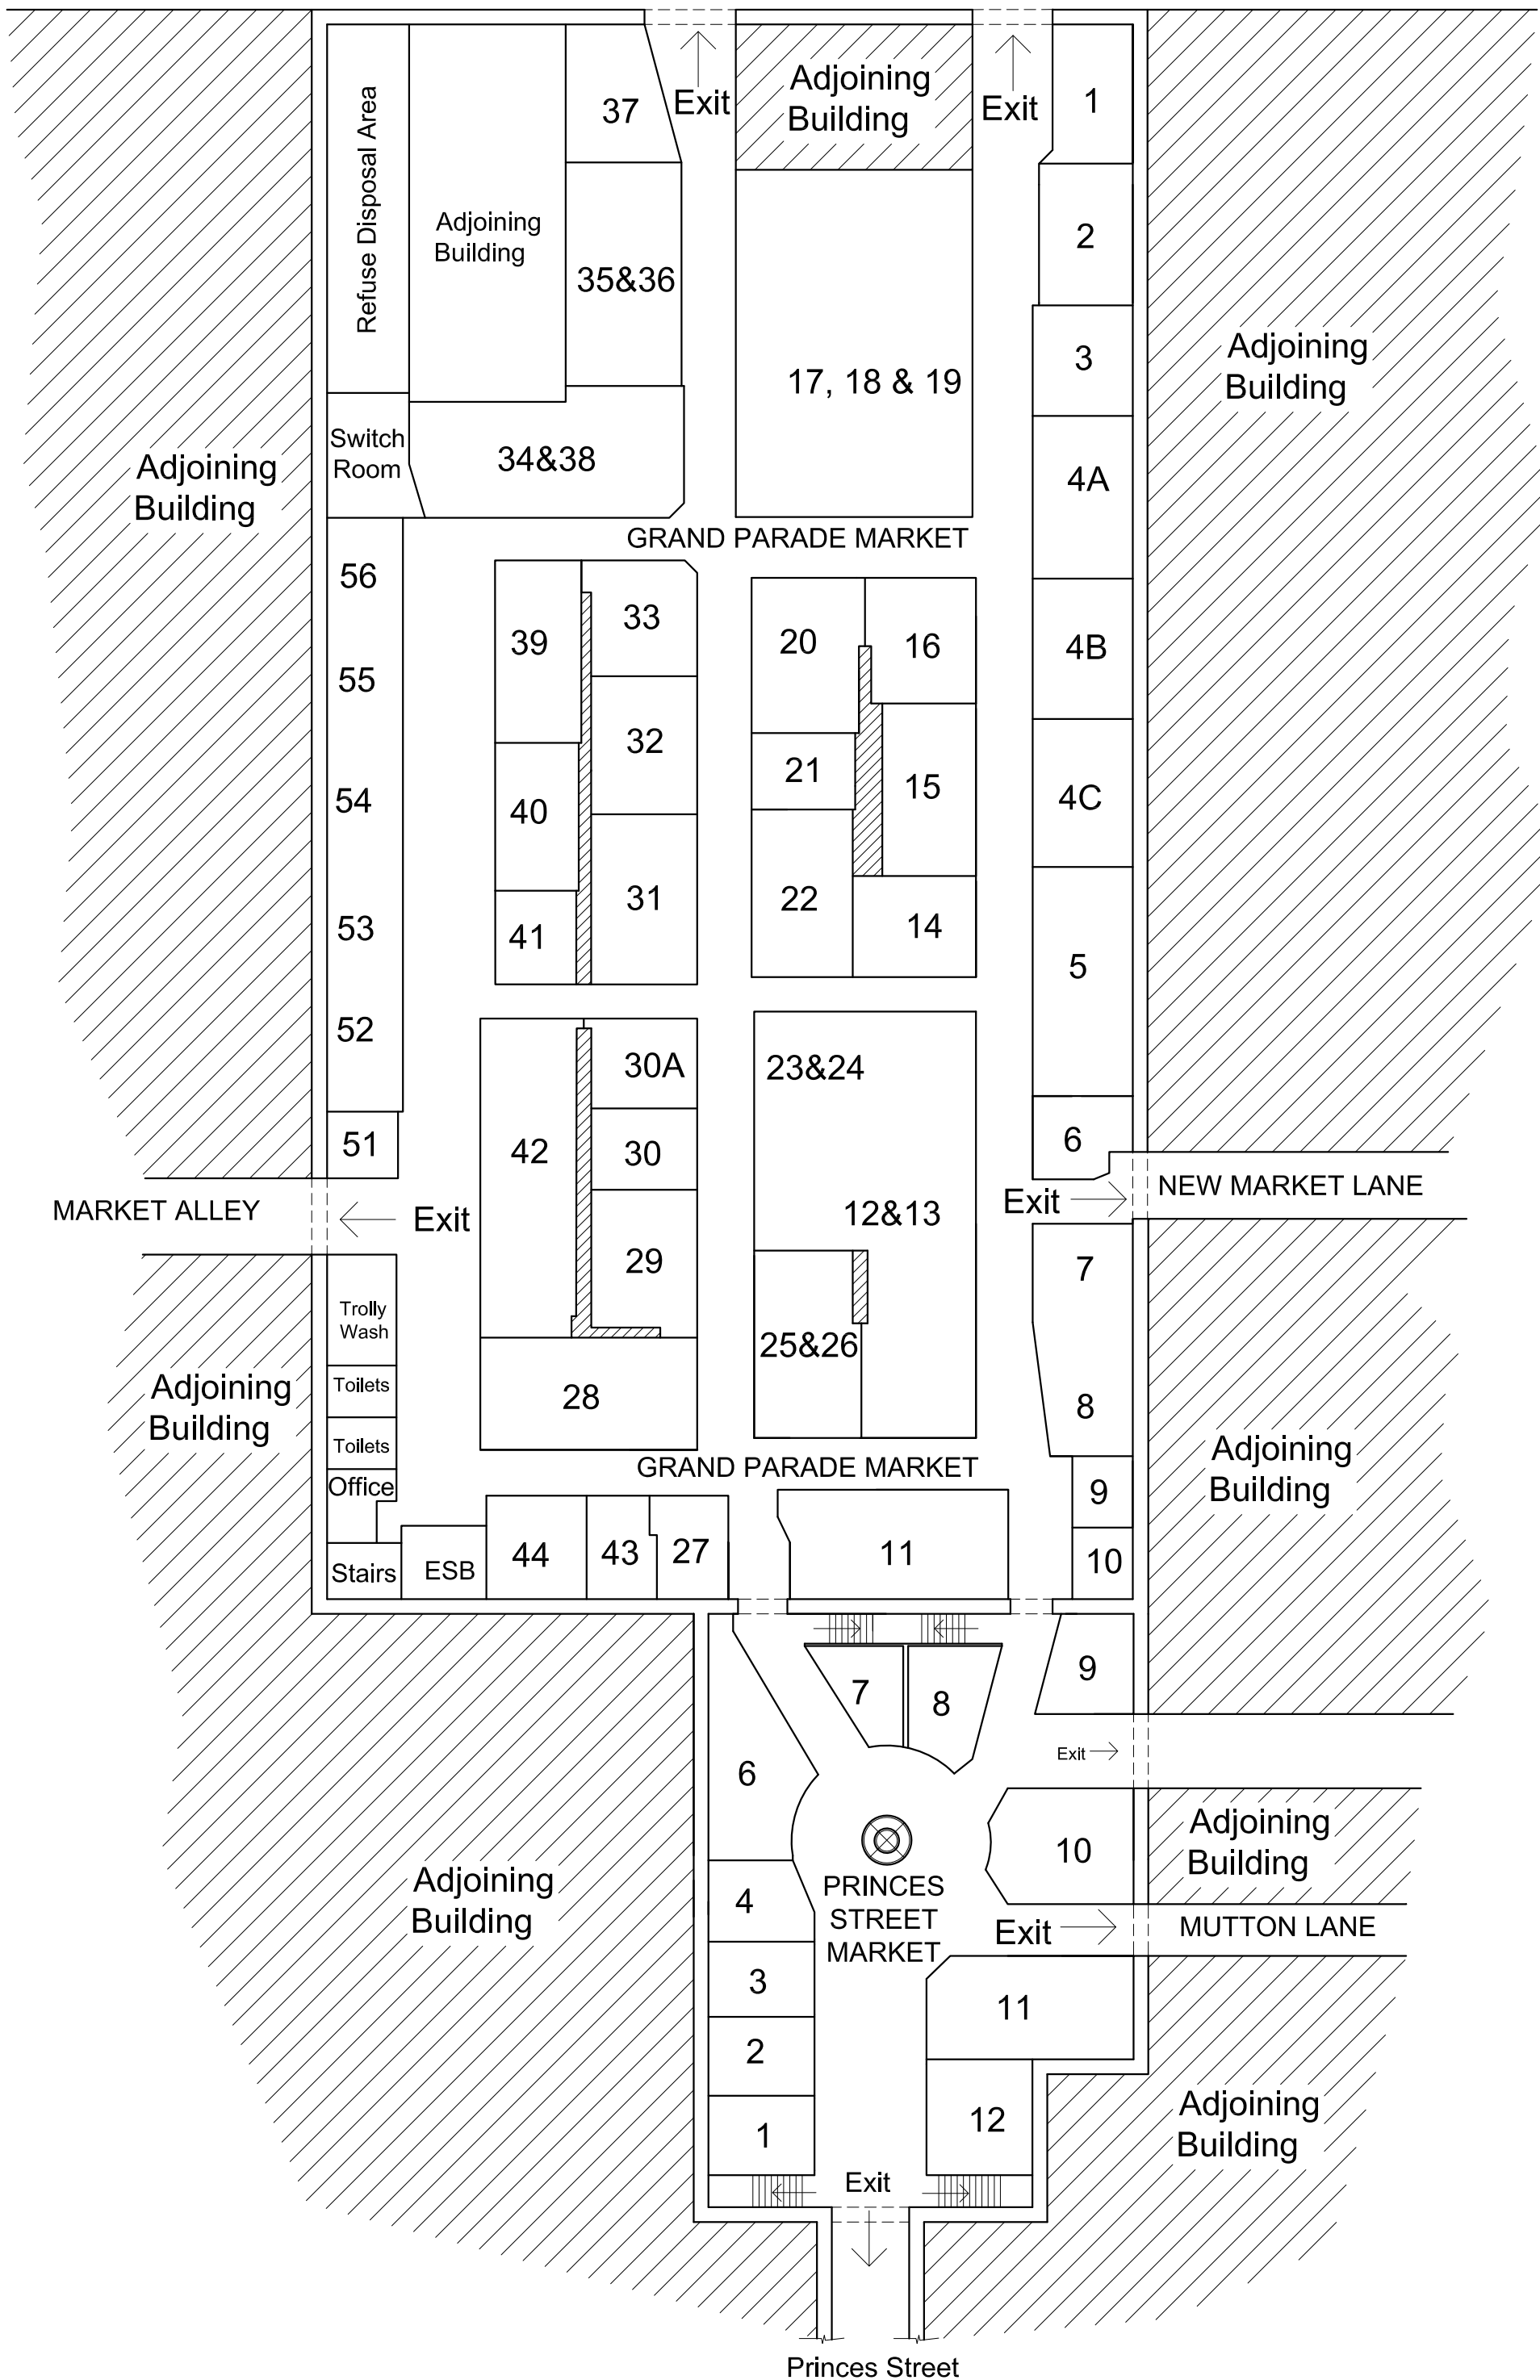 Refuse Disposal Area
Adjoining
Building
37
Exit
Adjoining
Building
Exit
1
35&36
17, 18 & 19
2
3
Adjoining
Building
Adjoining
Building
Switch
Room
34&38
4A
GRAND PARADE MARKET
56
39
33
20
16
4B
55
32
21
15
4C
54
40
31
22
14
53
41
5
52
42
30A
23&24
51
30
6
MARKET ALLEY
Exit
12&13
Exit
NEW MARKET LANE
29
7
Trolly
Wash
25&26
Adjoining
Building
Toilets
28
8
Toilets
GRAND PARADE MARKET
Adjoining
Building
Office
9
Stairs
ESB
44
43
27
11
10
7
8
9
6
Exit
10
Adjoining
Building
Adjoining
Building
4
PRINCES
STREET
MARKET
Exit
MUTTON LANE
3
11
2
1
12
Adjoining
Building
Exit
Princes Street